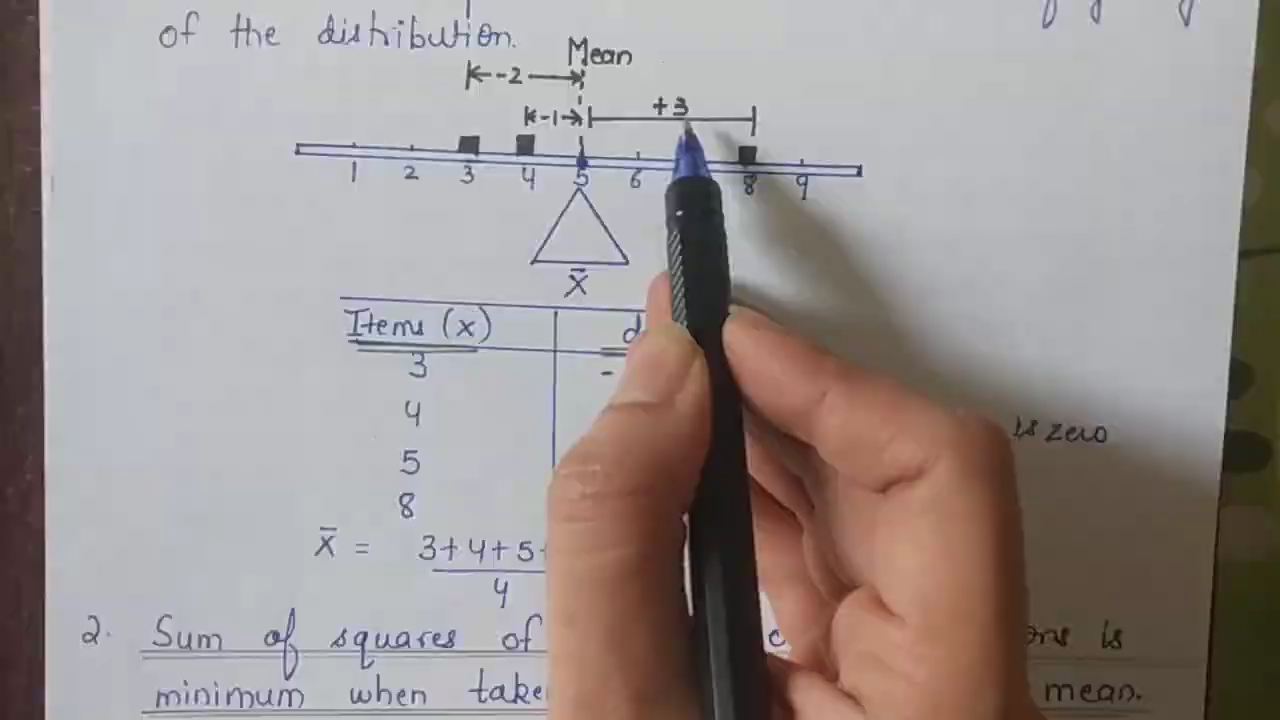 of the distribution.
Mean
-2
-1 +3
1 2 3 4 5 6 8 9
X̄
Items (x) d
3 -
4
is zero
5
8
X̄ = 3+4+5+
4
2. Sum of squares of is
minimum when mean.